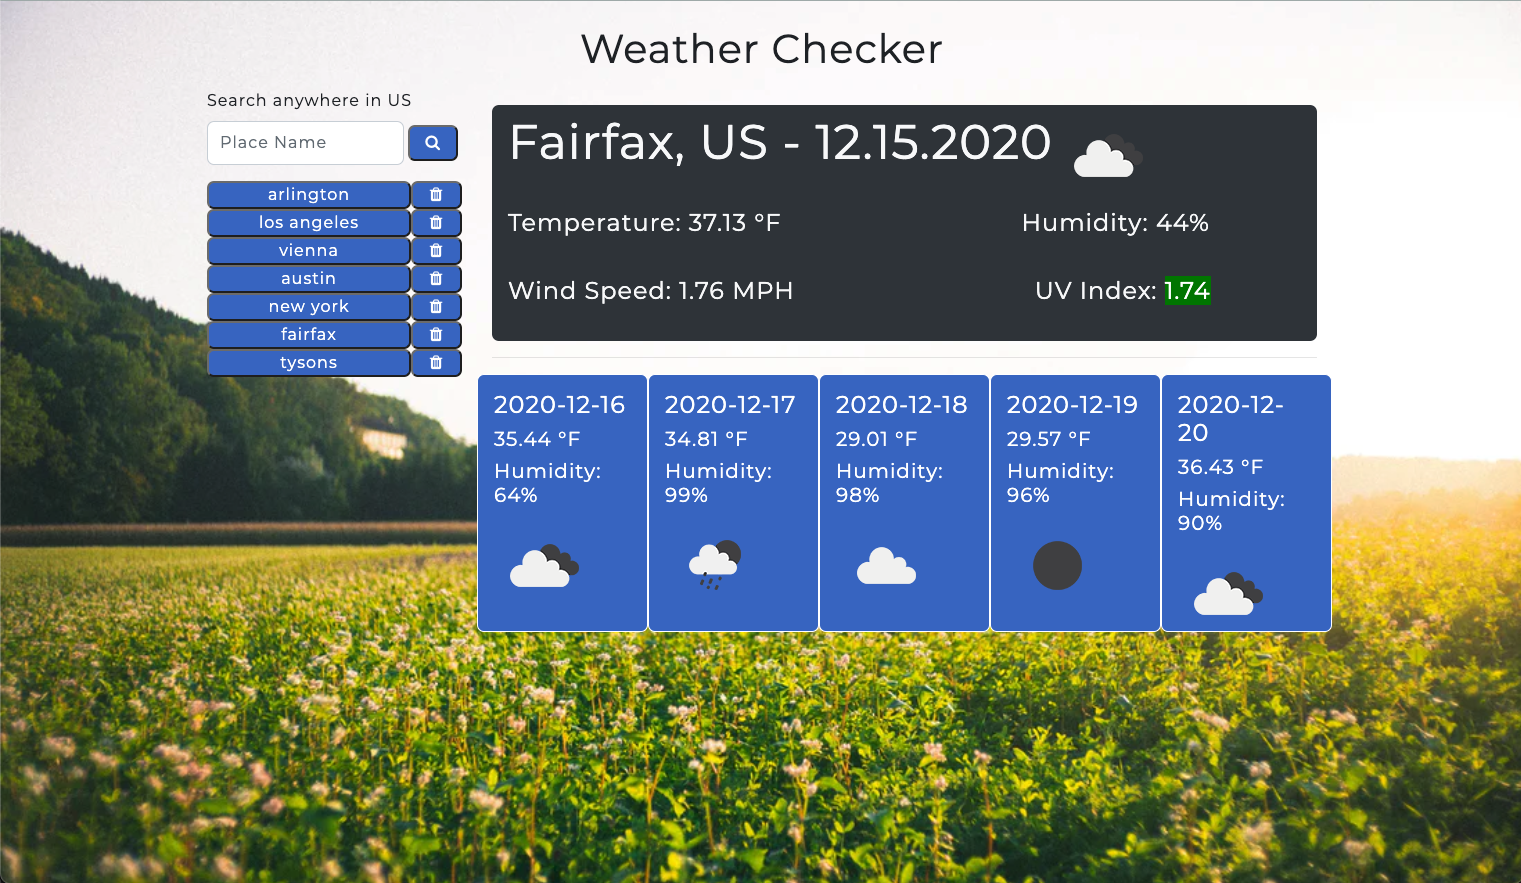 Weather Checker
Search anywhere in US
Place Name
arlington
los angeles
vienna
austin
new york
fairfax
tysons
Fairfax, US - 12.15.2020
Temperature: 37.13 °F
Humidity: 44%
Wind Speed: 1.76 MPH
UV Index: 1.74
2020-12-16
35.44 °F
Humidity:
64%
2020-12-17
34.81 °F
Humidity:
99%
2020-12-18
29.01 °F
Humidity:
98%
2020-12-19
29.57 °F
Humidity:
96%
2020-12-
20
36.43 °F
Humidity:
90%